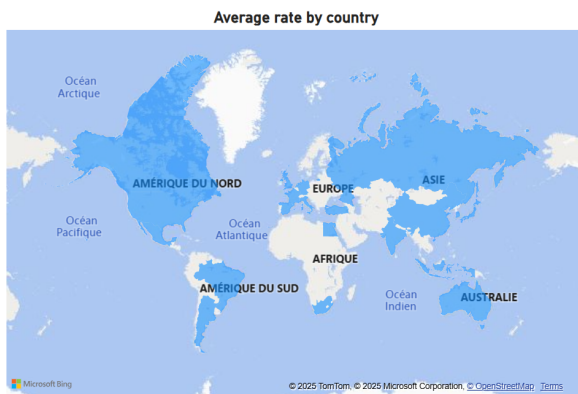 Average rate by country
Océan
Arctique
AMÉRIQUE DU NORD
EUROPE
ASIE
Océan
Pacifique
Océan
Atlantique
AFRIQUE
AMÉRIQUE DU SUD
Océan
Indien
AUSTRALIE
Microsoft Bing
© 2025 TomTom, © 2025 Microsoft Corporation, © OpenStreetMap Terms